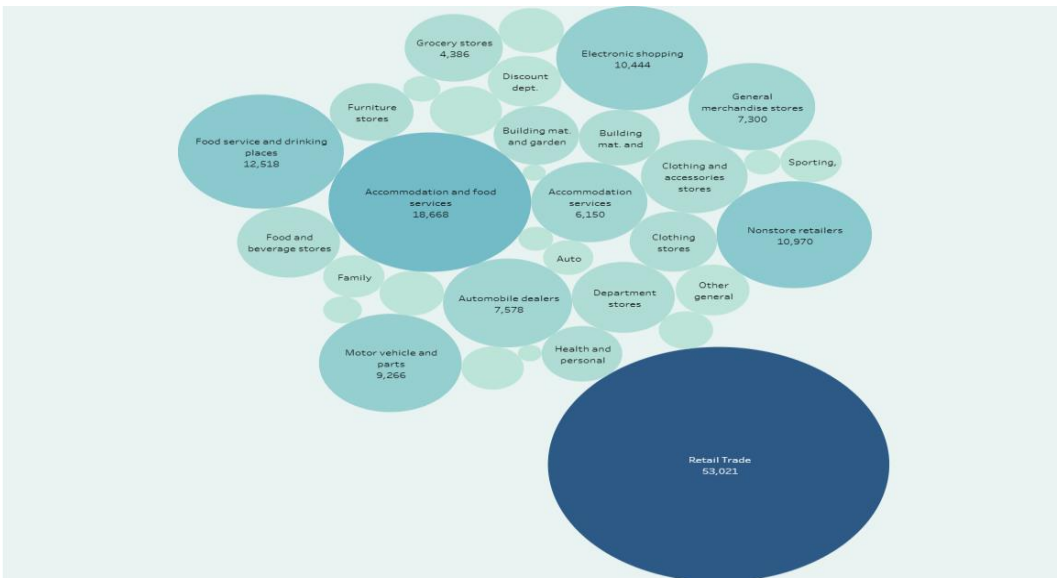 Grocery stores
4,386
Electronic shopping
10,444
Discount
dept.
General
merchandise stores
7,300
Furniture
stores
Building mat.
and garden
Building
mat. and
Food service and drinking
places
12,518
Clothing and
accessories
stores
Sporting,
Accommodation and food
services
18,668
Accommodation
services
6,150
Food and
beverage stores
Clothing
stores
Nonstore retailers
10,970
Auto
Family
Automobile dealers
7,578
Department
stores
Other
general
Motor vehicle and
parts
9,266
Health and
personal
Retail Trade
53,021